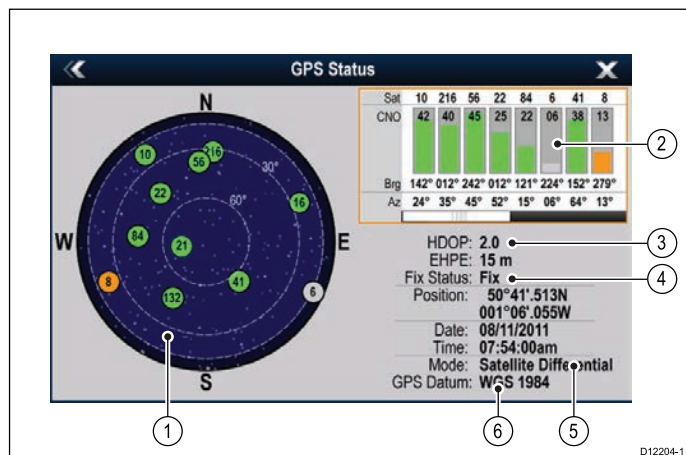 GPS Status
N
W
E
S
10
56
216
30°
22
60°
16
84
21
8
132
41
6
Sat 10 216 56 22 84 6 41 8
CNO 42 40 45 25 22 06 38 13
Brg 142° 012° 242° 012° 121° 224° 152° 279°
Az 24° 35° 45° 52° 15° 06° 64° 13°
HDOP: 2.0
EHPE: 15 m
Fix Status: Fix
Position: 50°41'.513N
001°06'.055W
Date: 08/11/2011
Time: 07:54:00am
Mode: Satellite Differential
GPS Datum: WGS 1984
1
2
3
4
5
6
D12204-1